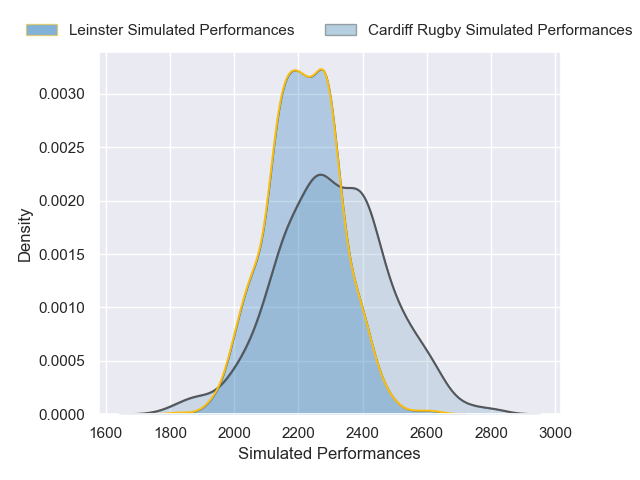 Leinster Simulated Performances
Cardiff Rugby Simulated Performances
Density
0.0030
0.0025
0.0020
0.0015
0.0010
0.0005
0.0000
1600 1800 2000 2200 2400 2600 2800 3000
Simulated Performances